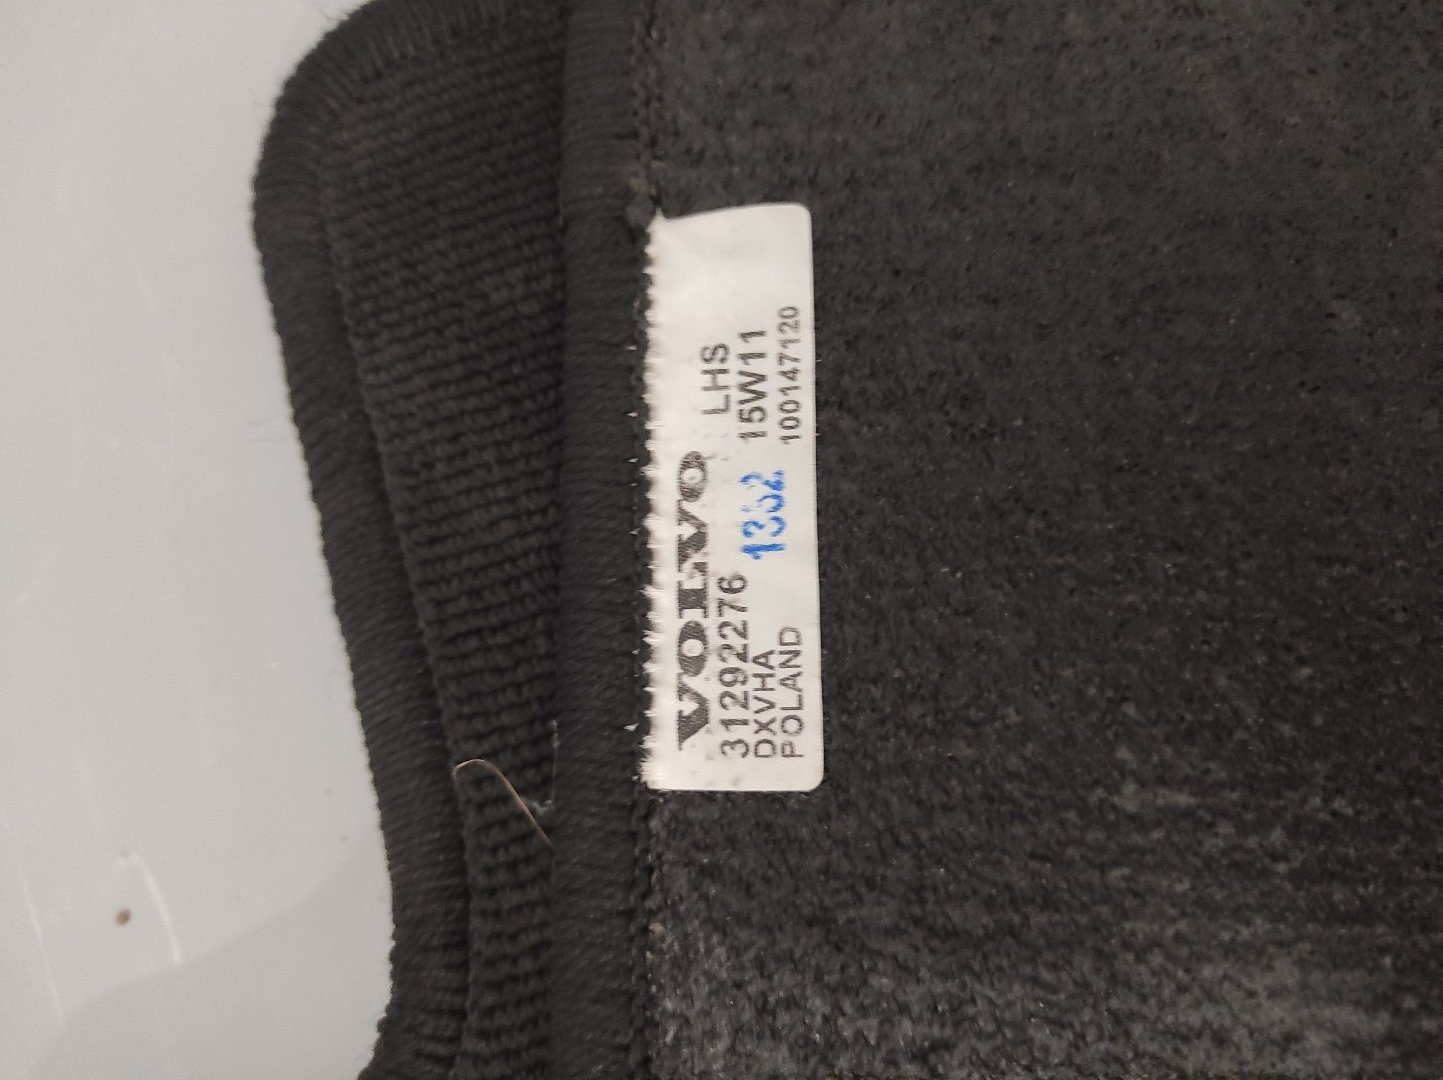 VOLVO LHS
31292276 15W11
DXVHA 100147120
POLAND